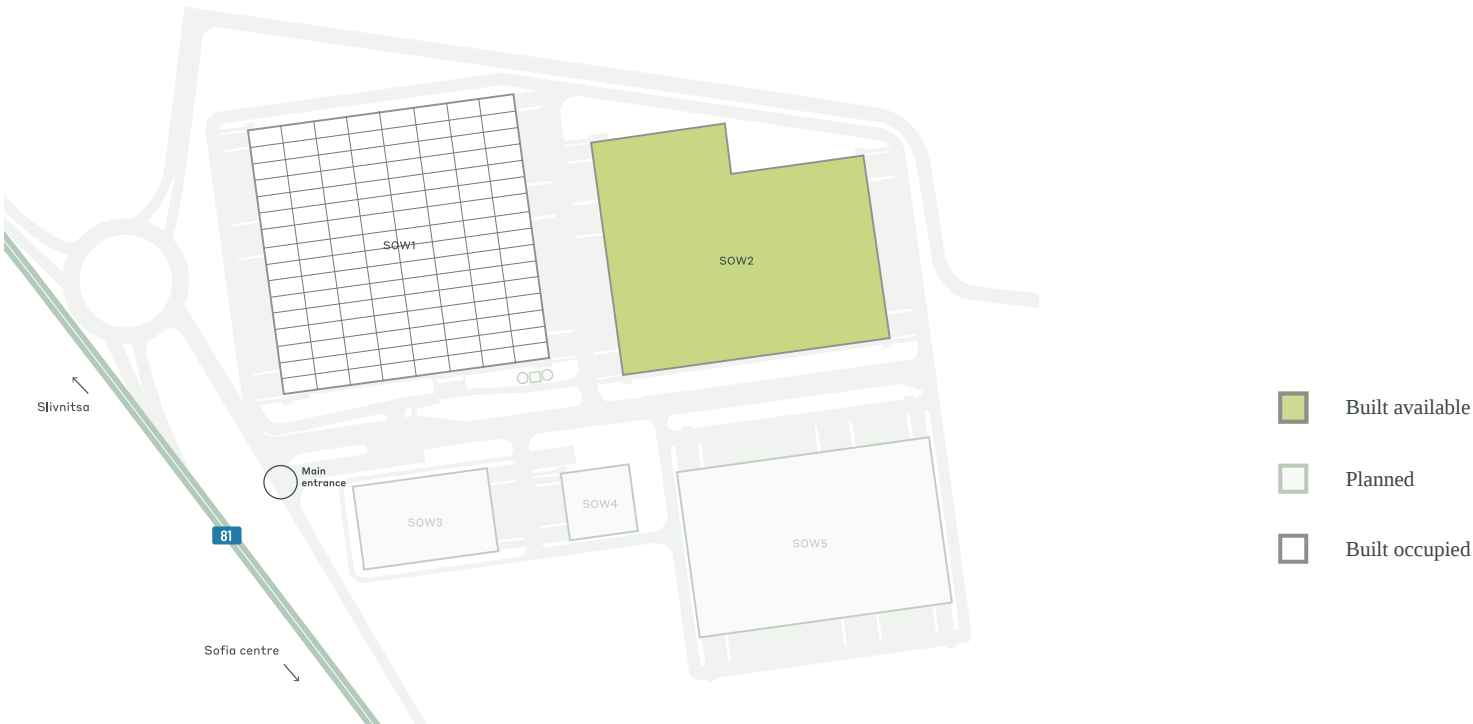 SOW1
SOW2
Slivnitsa
Main
entrance
SOW3
SOW4
SOW5
81
Sofia centre
Built available
Planned
Built occupied